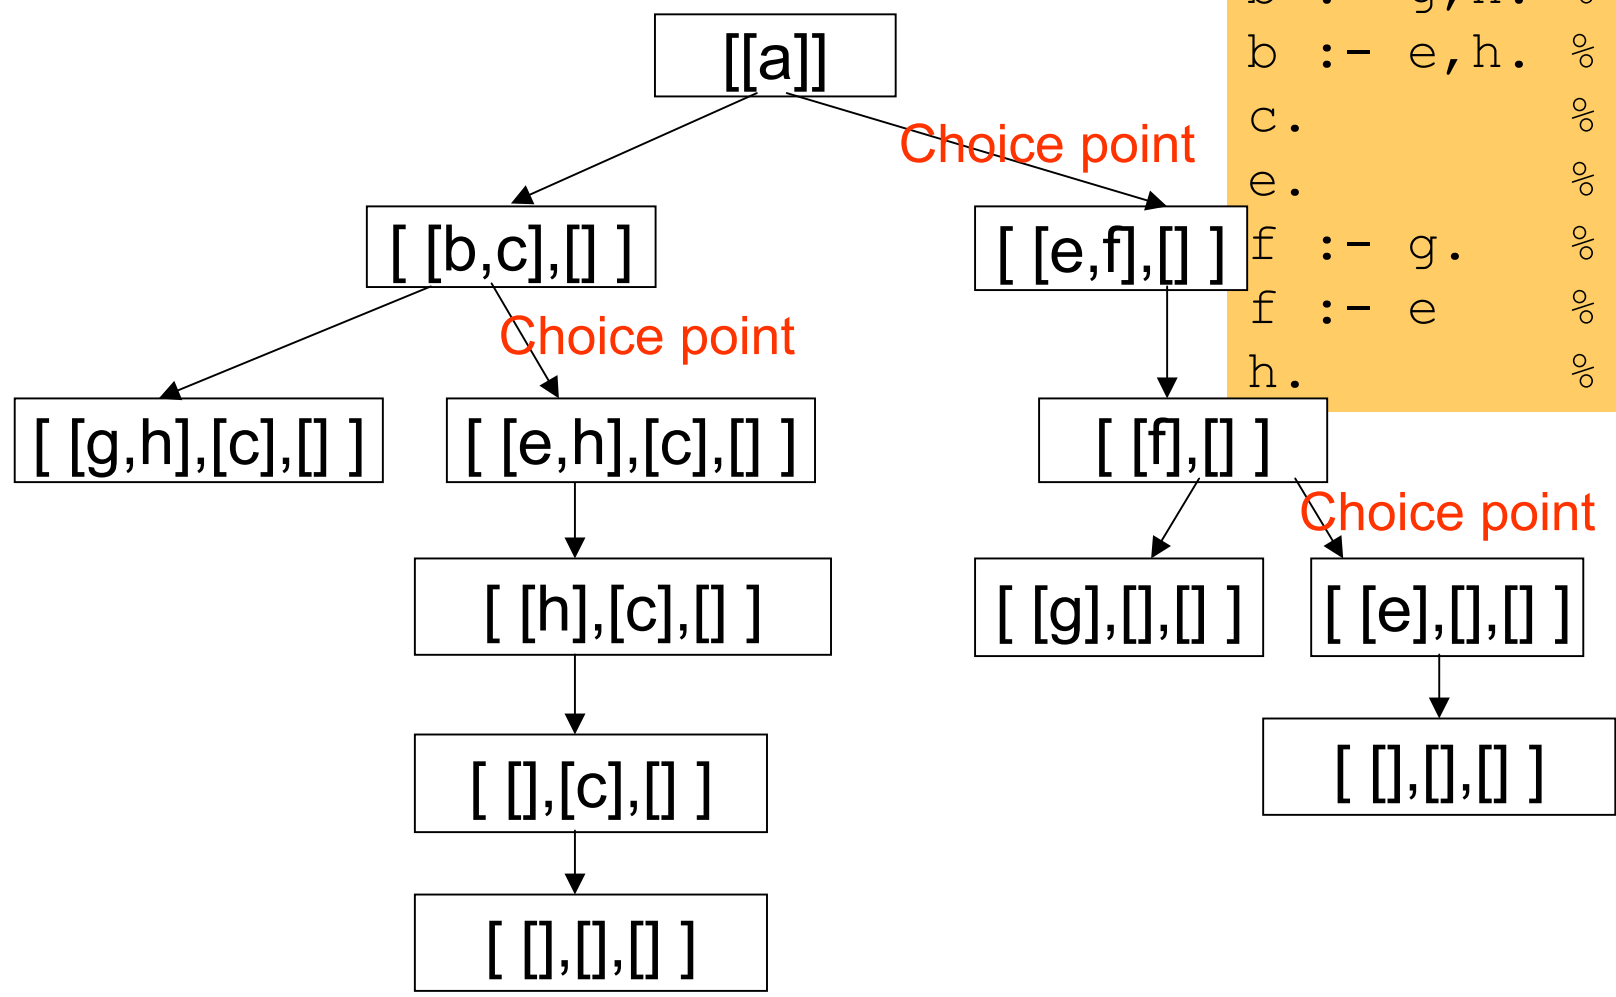 [[a]]
Choice point
[ [b,c],[] ]
[ [e,f],[] ]
Choice point
[ [g,h],[c],[] ]
[ [e,h],[c],[] ]
[ [f],[] ]
Choice point
[ [h],[c],[] ]
[ [g],[],[] ]
[ [e],[],[] ]
[ [],[c],[] ]
[ [],[],[] ]
[ [],[],[] ]
b :- g,h. %
b :- e,h. %
c. %
e. %
f :- g. %
f :- e %
h. %